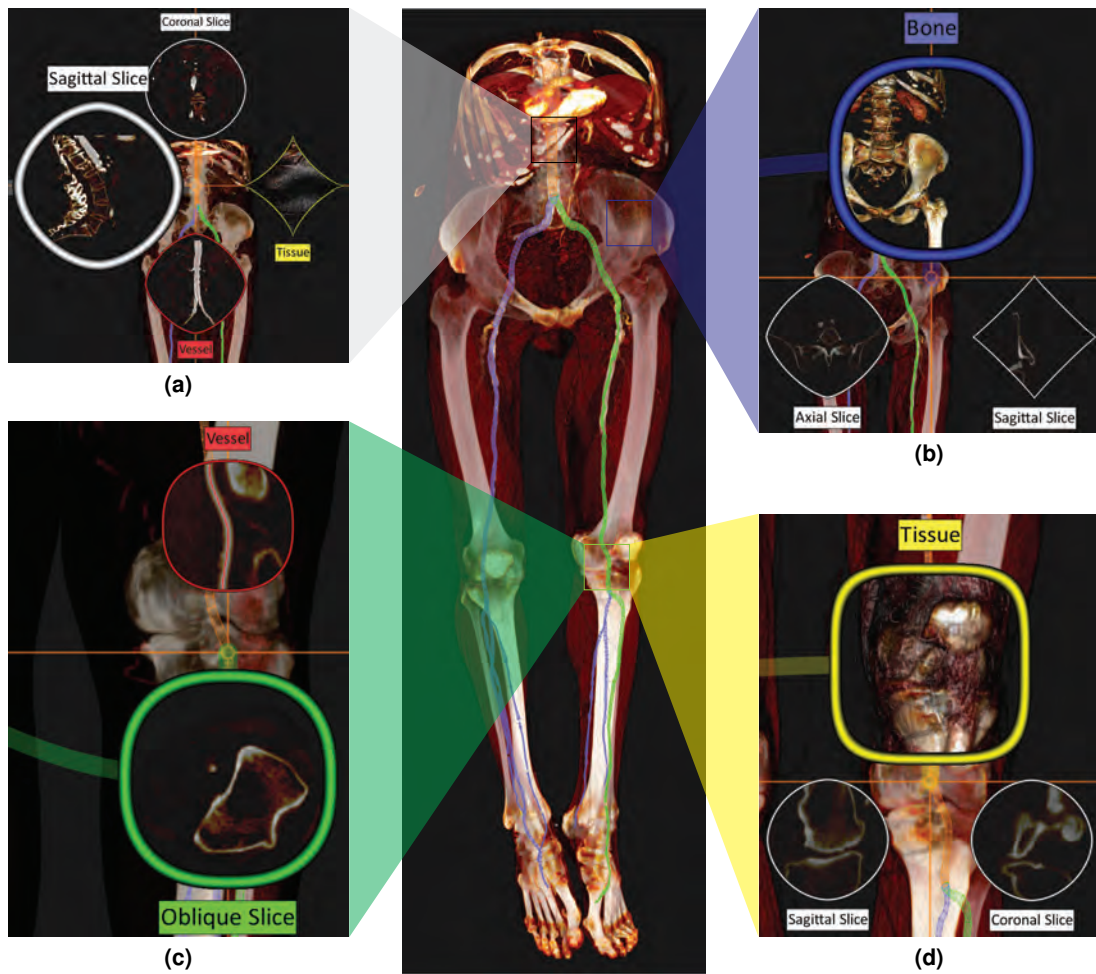 Coronal Slice
Sagittal Slice
Tissue
Vessel
(a)
Bone
Axial Slice
Sagittal Slice
(b)
Vessel
Oblique Slice
(c)
Tissue
Sagittal Slice
Coronal Slice
(d)